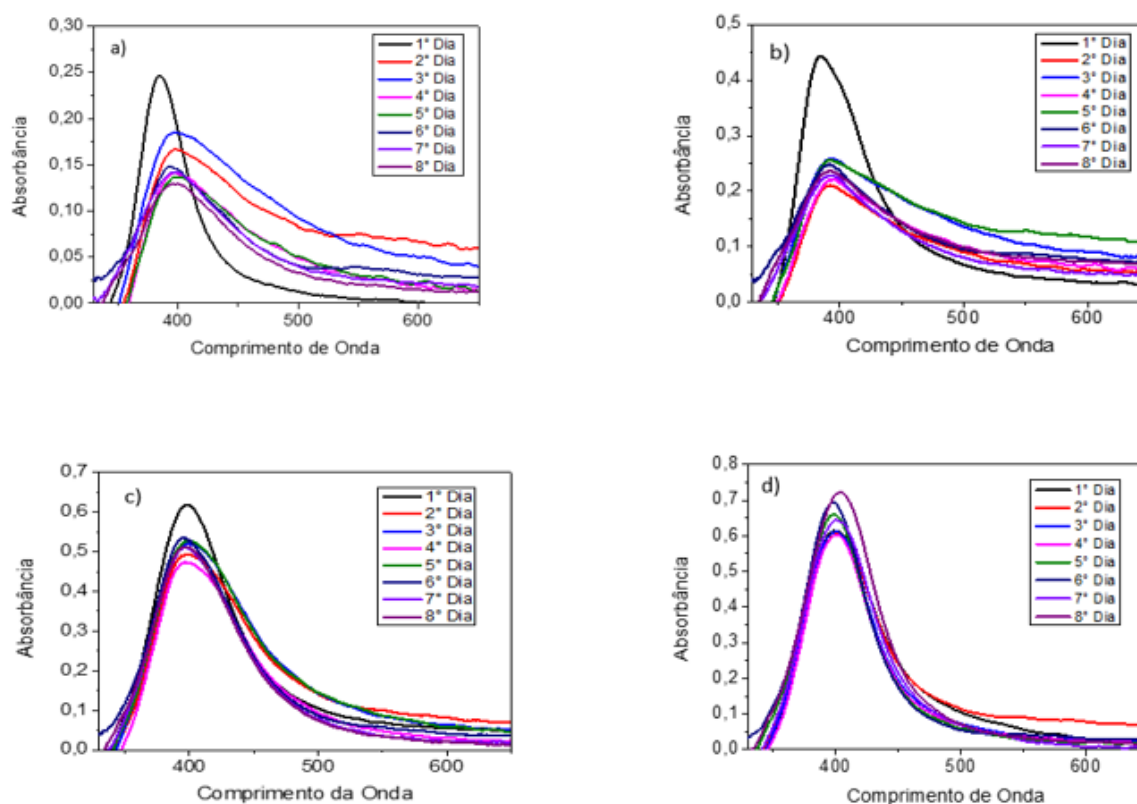 a)
Absorbância
0,30
0,25
0,20
0,15
0,10
0,05
0,00
400
500
600
Comprimento de Onda
1° Dia
2° Dia
3° Dia
4° Dia
5° Dia
6° Dia
7° Dia
8° Dia
b)
Absorbância
0,5
0,4
0,3
0,2
0,1
0,0
400
500
600
Comprimento de Onda
1° Dia
2° Dia
3° Dia
4° Dia
5° Dia
6° Dia
7° Dia
8° Dia
c)
Absorbância
0,7
0,6
0,5
0,4
0,3
0,2
0,1
0,0
400
500
600
Comprimento da Onda
1° Dia
2° Dia
3° Dia
4° Dia
5° Dia
6° Dia
7° Dia
8° Dia
d)
Absorbância
0,8
0,7
0,6
0,5
0,4
0,3
0,2
0,1
0,0
400
500
600
Comprimento de Onda
1° Dia
2° Dia
3° Dia
4° Dia
5° Dia
6° Dia
7° Dia
8° Dia